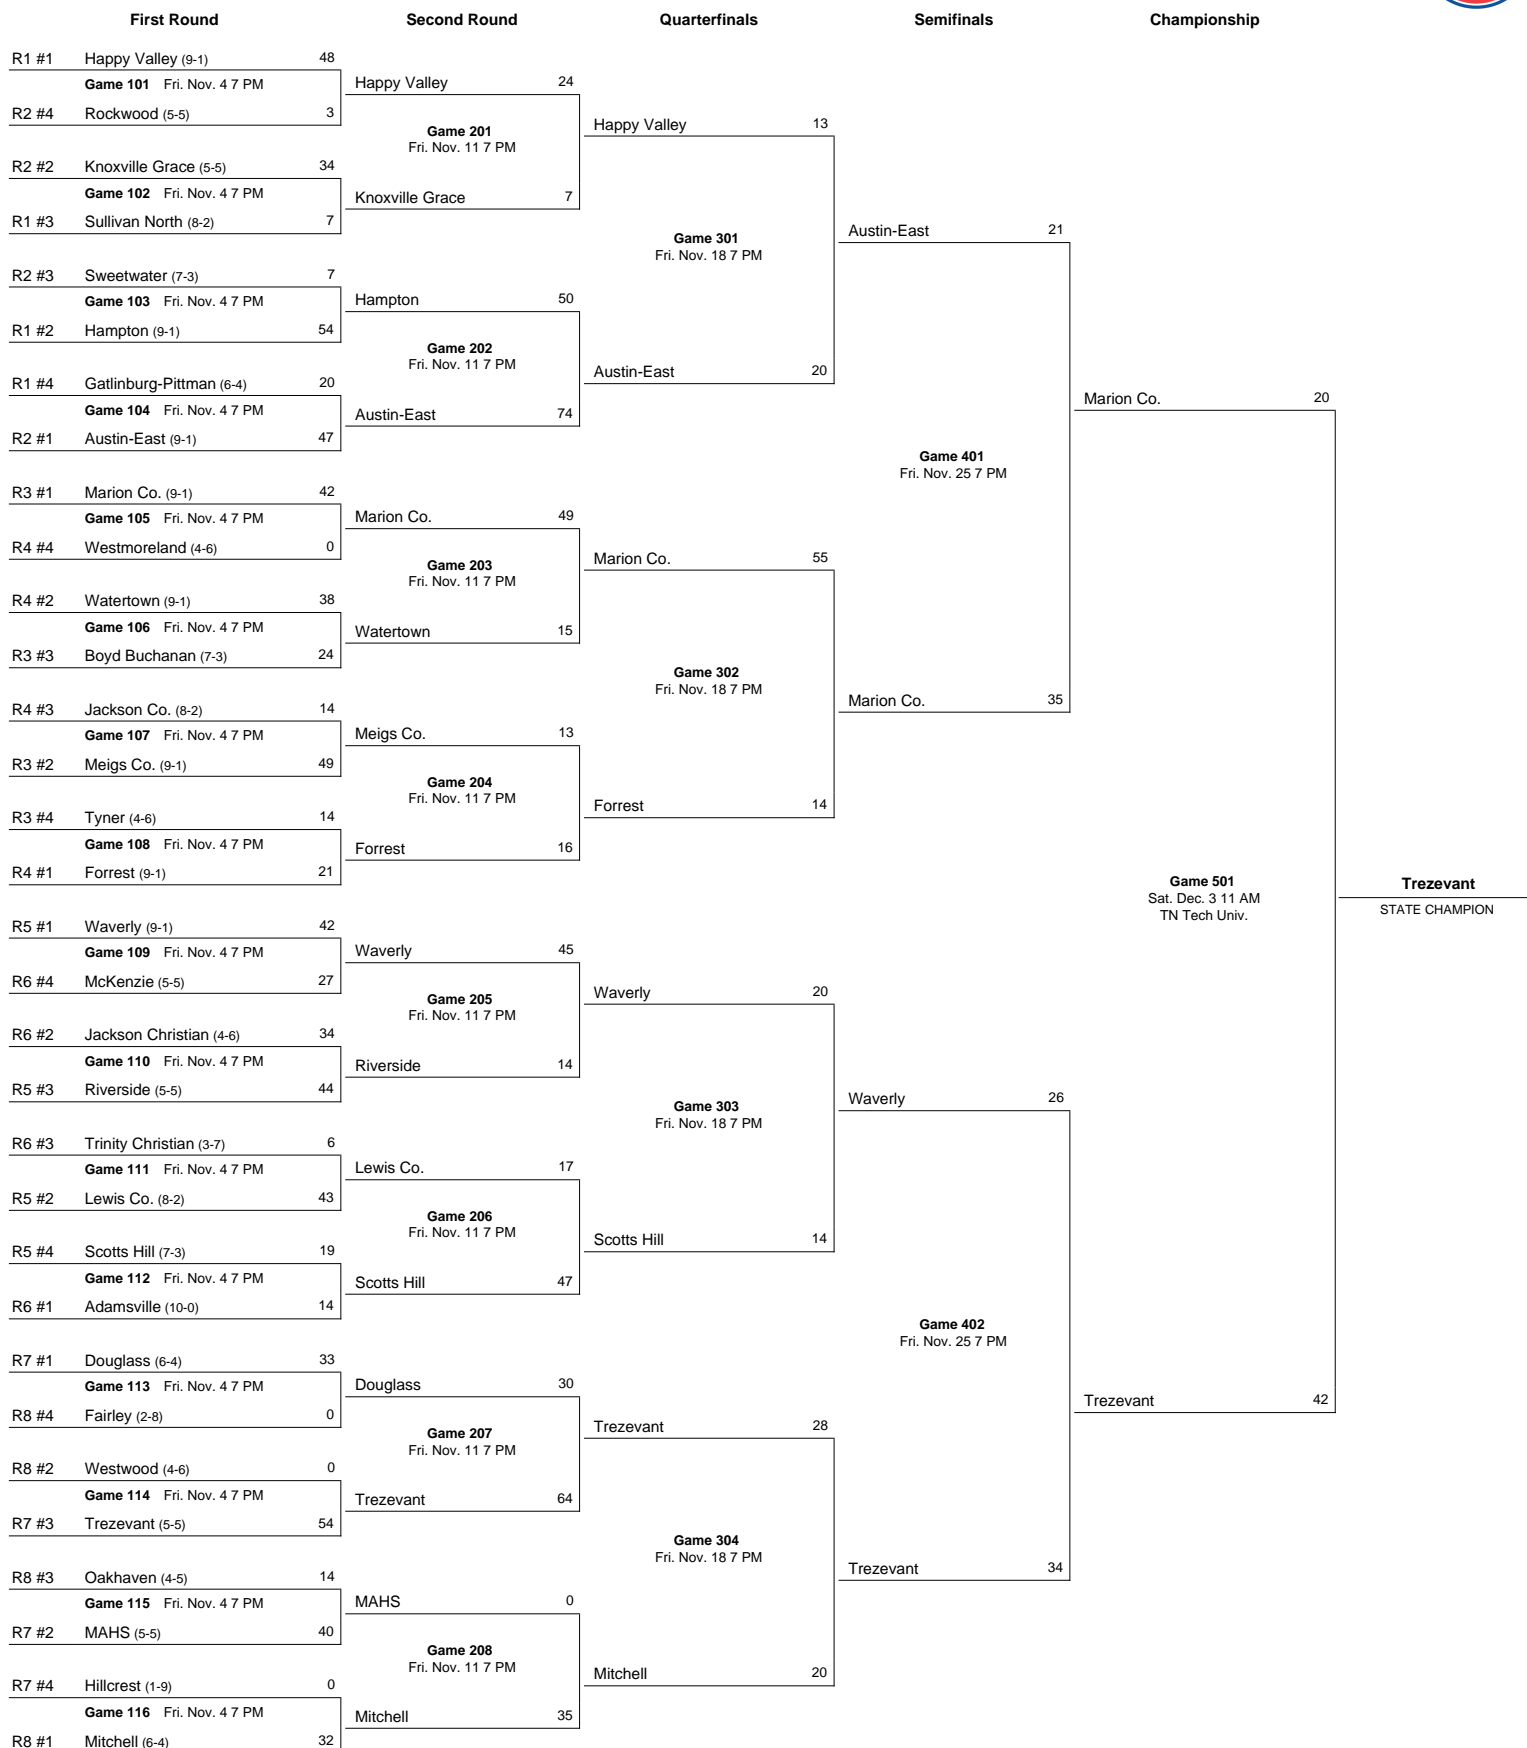 First Round Second Round Quarterfinals Semifinals Championship
R1 #1 Happy Valley (9-1) 48
Game 101 Fri. Nov. 4 7 PM
R2 #4 Rockwood (5-5) 3
R2 #2 Knoxville Grace (5-5) 34
Game 102 Fri. Nov. 4 7 PM
R1 #3 Sullivan North (8-2) 7
R2 #3 Sweetwater (7-3) 7
Game 103 Fri. Nov. 4 7 PM
R1 #2 Hampton (9-1) 54
R1 #4 Gatlinburg-Pittman (6-4) 20
Game 104 Fri. Nov. 4 7 PM
R2 #1 Austin-East (9-1) 47
R3 #1 Marion Co. (9-1) 42
Game 105 Fri. Nov. 4 7 PM
R4 #4 Westmoreland (4-6) 0
R4 #2 Watertown (9-1) 38
Game 106 Fri. Nov. 4 7 PM
R3 #3 Boyd Buchanan (7-3) 24
R4 #3 Jackson Co. (8-2) 14
Game 107 Fri. Nov. 4 7 PM
R3 #2 Meigs Co. (9-1) 49
R3 #4 Tyner (4-6) 14
Game 108 Fri. Nov. 4 7 PM
R4 #1 Forrest (9-1) 21
R5 #1 Waverly (9-1) 42
Game 109 Fri. Nov. 4 7 PM
R6 #4 McKenzie (5-5) 27
R6 #2 Jackson Christian (4-6) 34
Game 110 Fri. Nov. 4 7 PM
R5 #3 Riverside (5-5) 44
R6 #3 Trinity Christian (3-7) 6
Game 111 Fri. Nov. 4 7 PM
R5 #2 Lewis Co. (8-2) 43
R5 #4 Scotts Hill (7-3) 19
Game 112 Fri. Nov. 4 7 PM
R6 #1 Adamsville (10-0) 14
R7 #1 Douglass (6-4) 33
Game 113 Fri. Nov. 4 7 PM
R8 #4 Fairley (2-8) 0
R8 #2 Westwood (4-6) 0
Game 114 Fri. Nov. 4 7 PM
R7 #3 Trezevant (5-5) 54
R8 #3 Oakhaven (4-5) 14
Game 115 Fri. Nov. 4 7 PM
R7 #2 MAHS (5-5) 40
R7 #4 Hillcrest (1-9) 0
Game 116 Fri. Nov. 4 7 PM
R8 #1 Mitchell (6-4) 32
Happy Valley 24
Game 201
Fri. Nov. 11 7 PM
Knoxville Grace 7
Hampton 50
Game 202
Fri. Nov. 11 7 PM
Austin-East 74
Marion Co. 49
Game 203
Fri. Nov. 11 7 PM
Watertown 15
Meigs Co. 13
Game 204
Fri. Nov. 11 7 PM
Forrest 16
Waverly 45
Game 205
Fri. Nov. 11 7 PM
Riverside 14
Lewis Co. 17
Game 206
Fri. Nov. 11 7 PM
Scotts Hill 47
Douglass 30
Game 207
Fri. Nov. 11 7 PM
Trezevant 64
MAHS 0
Game 208
Fri. Nov. 11 7 PM
Mitchell 35
Happy Valley 13
Game 301
Fri. Nov. 18 7 PM
Austin-East 20
Marion Co. 55
Game 302
Fri. Nov. 18 7 PM
Forrest 14
Waverly 20
Game 303
Fri. Nov. 18 7 PM
Scotts Hill 14
Trezevant 28
Game 304
Fri. Nov. 18 7 PM
Mitchell 20
Austin-East 21
Game 401
Fri. Nov. 25 7 PM
Marion Co. 35
Waverly 26
Game 402
Fri. Nov. 25 7 PM
Trezevant 34
Marion Co. 20
Game 501
Sat. Dec. 3 11 AM
TN Tech Univ.
Trezevant 42
Trezevant
STATE CHAMPION